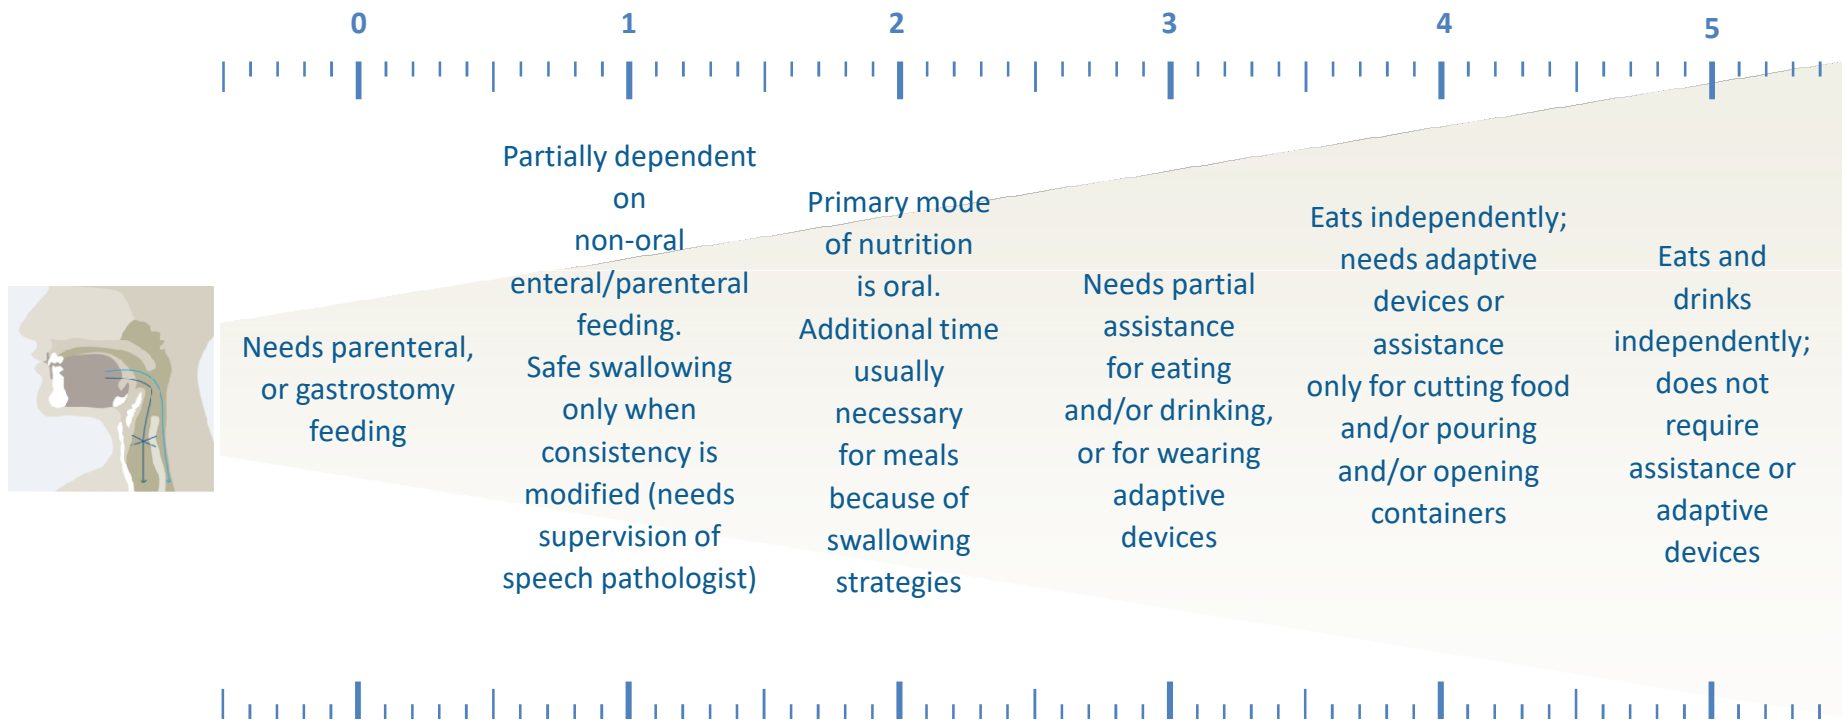 0
1
2
3
4
5
Needs parenteral,
or gastrostomy
feeding
Partially dependent
on
non-oral
enteral/parenteral
feeding.
Safe swallowing
only when
consistency is
modified (needs
supervision of
speech pathologist)
Primary mode
of nutrition
is oral.
Additional time
usually
necessary
for meals
because of
swallowing
strategies
Needs partial
assistance
for eating
and/or drinking,
or for wearing
adaptive
devices
Eats independently;
needs adaptive
devices or
assistance
only for cutting food
and/or pouring
and/or opening
containers
Eats and
drinks
independently;
does not
require
assistance or
adaptive
devices